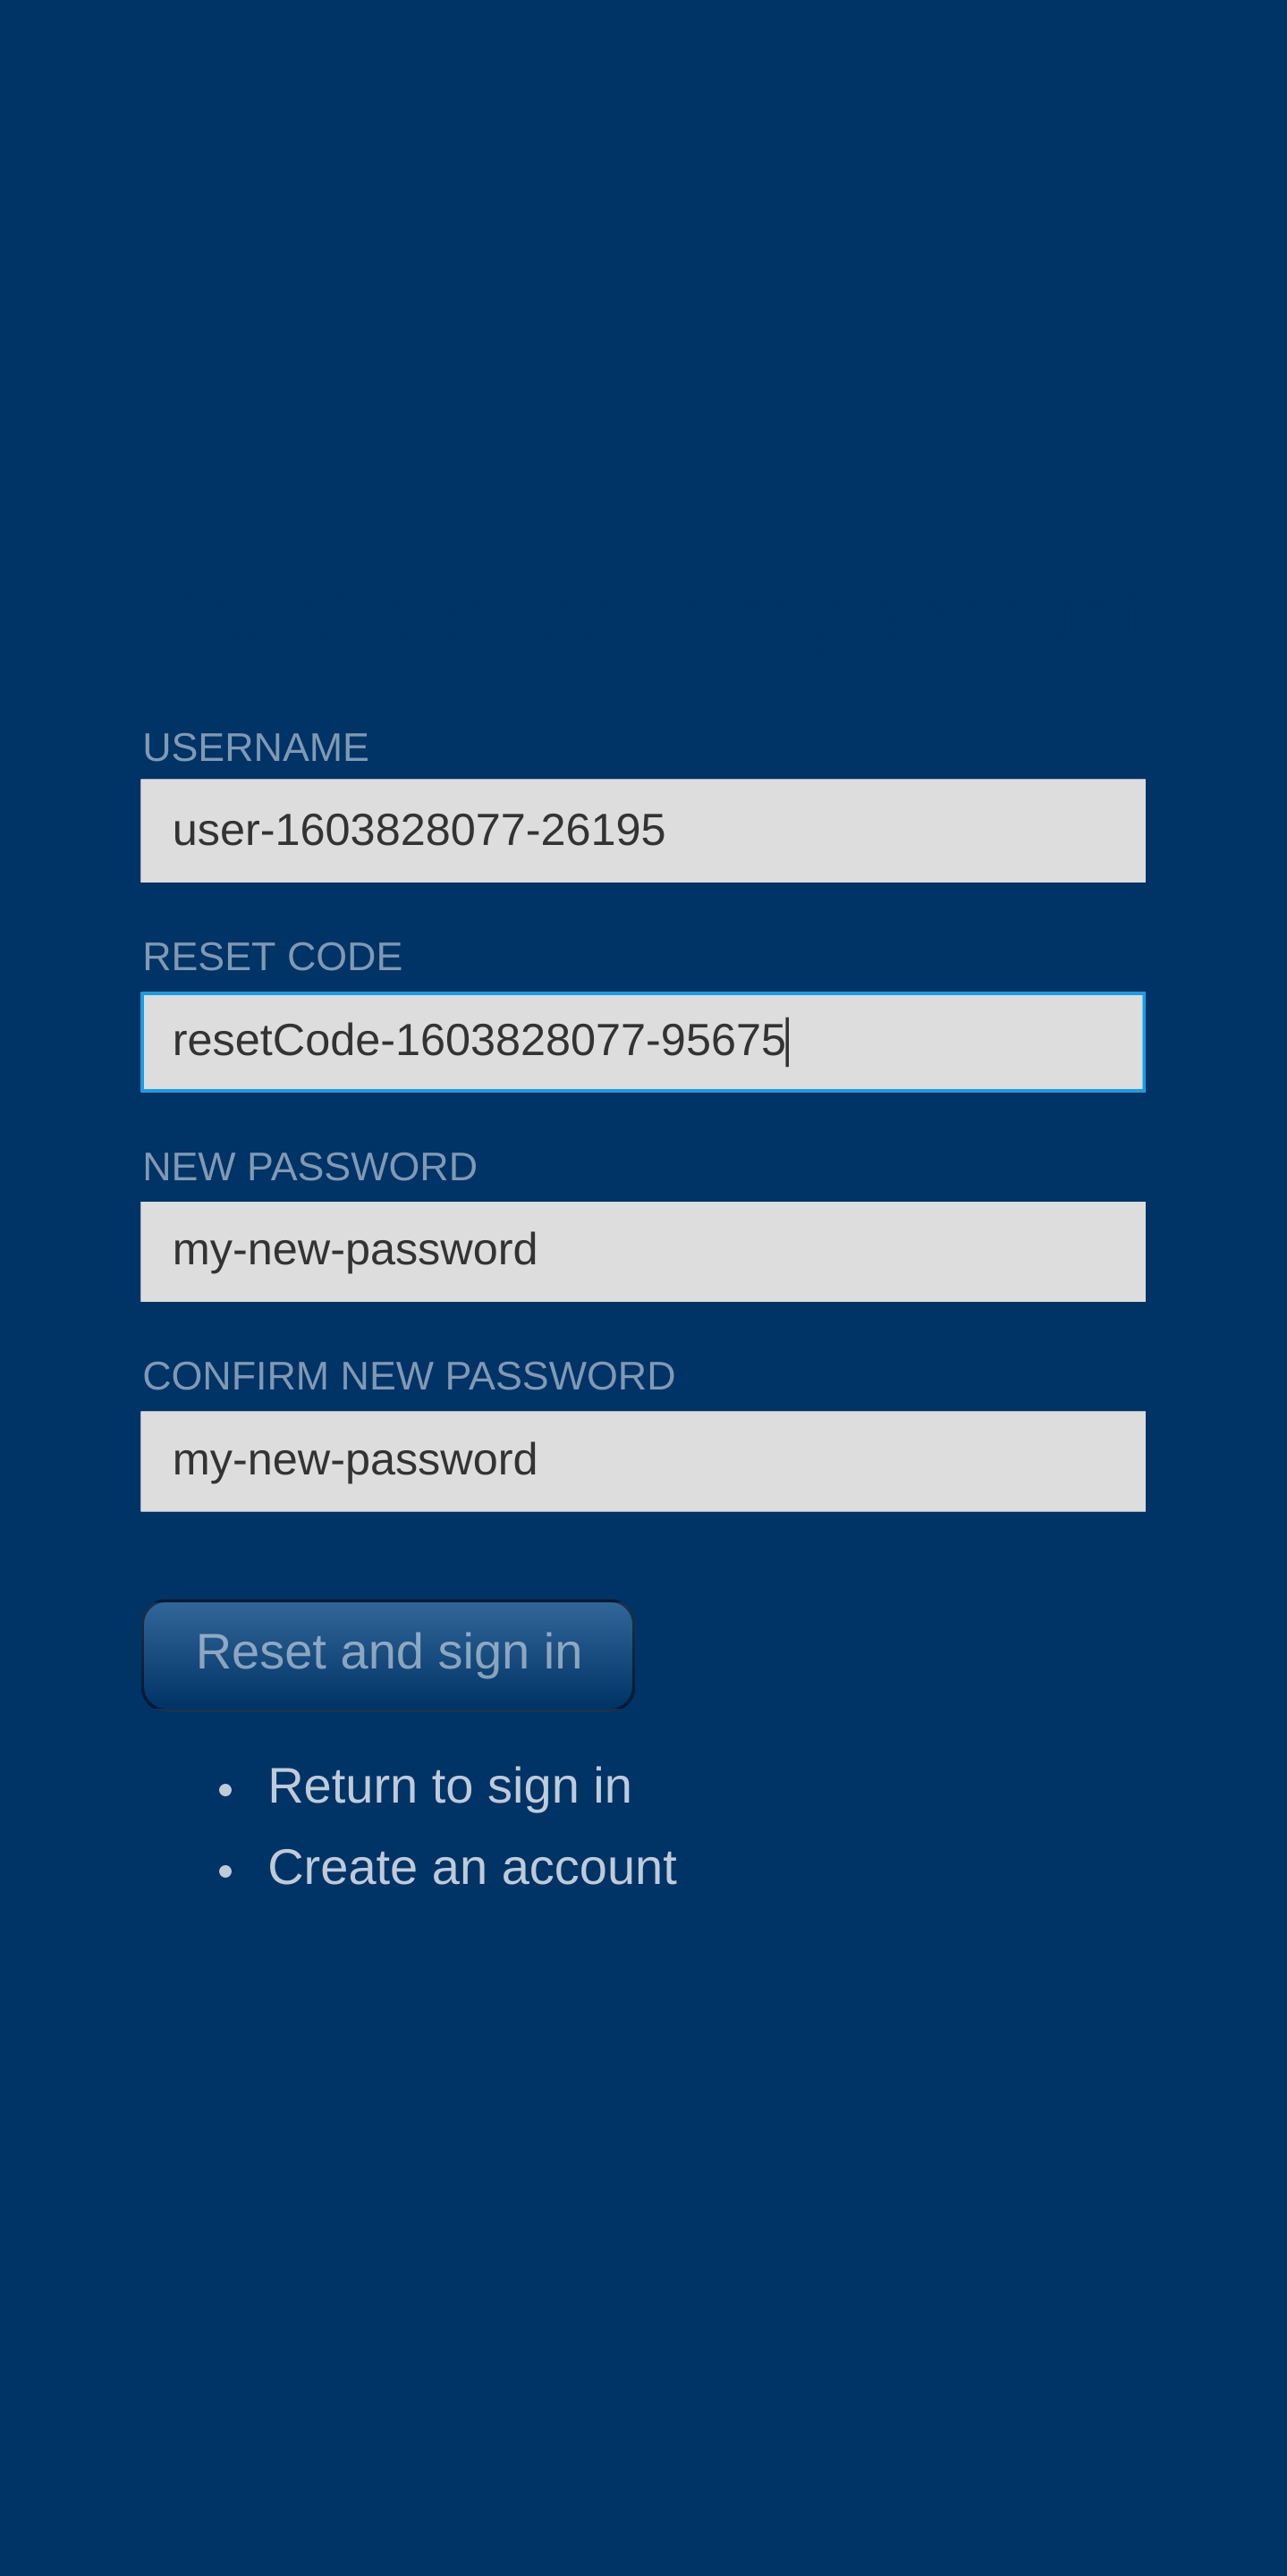 USERNAME
user-1603828077-26195
RESET CODE
resetCode-1603828077-95675
NEW PASSWORD
my-new-password
CONFIRM NEW PASSWORD
my-new-password
Reset and sign in
• Return to sign in
• Create an account